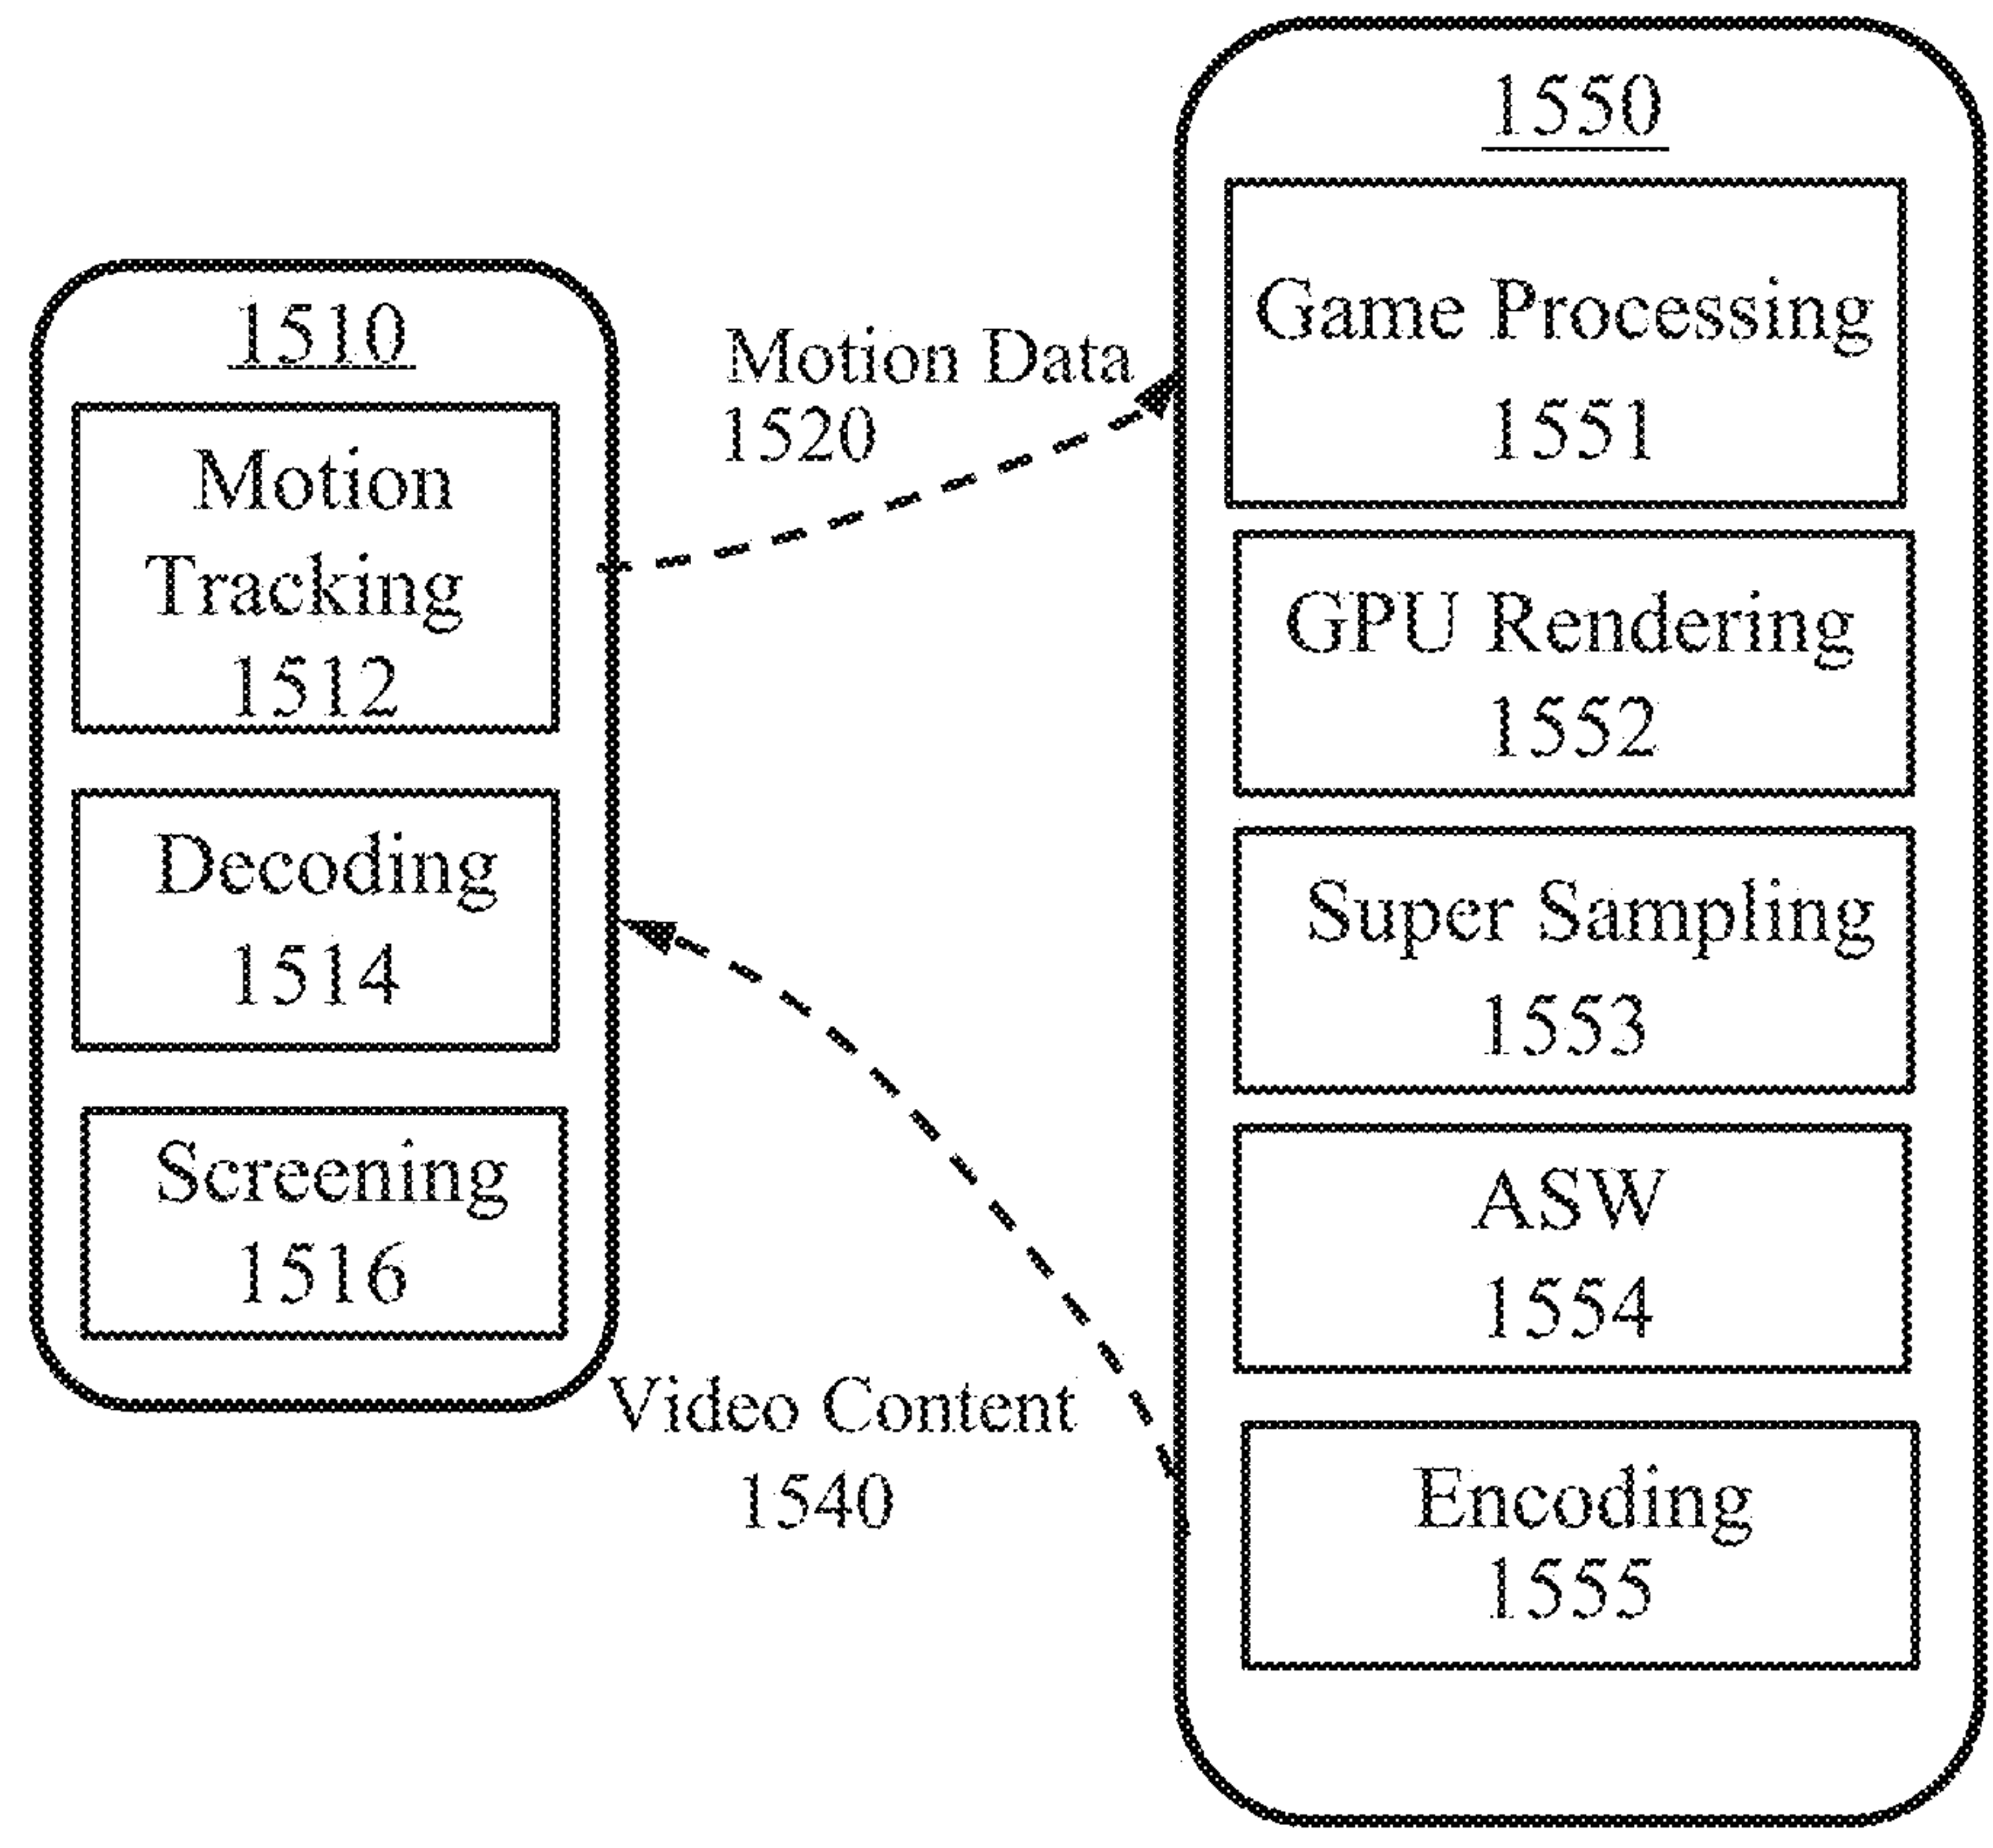 1510
Motion
Tracking
1512
Decoding
1514
Screening
1516
Motion Data
1520
Video Content
1540
1550
Game Processing
1551
GPU Rendering
1552
Super Sampling
1553
ASW
1554
Encoding
1555